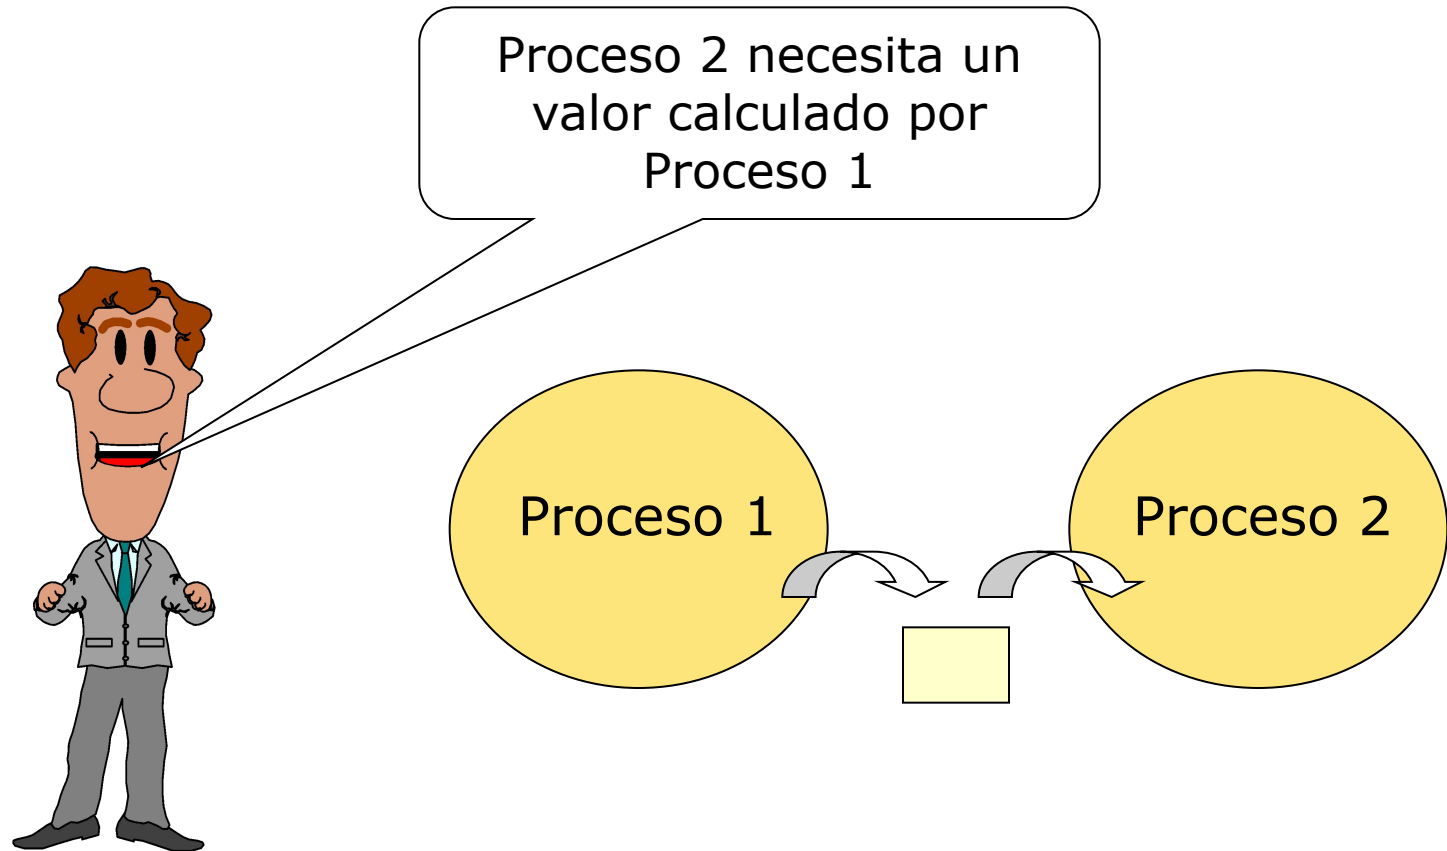 Proceso 2 necesita un
valor calculado por
Proceso 1
Proceso 1
Proceso 2